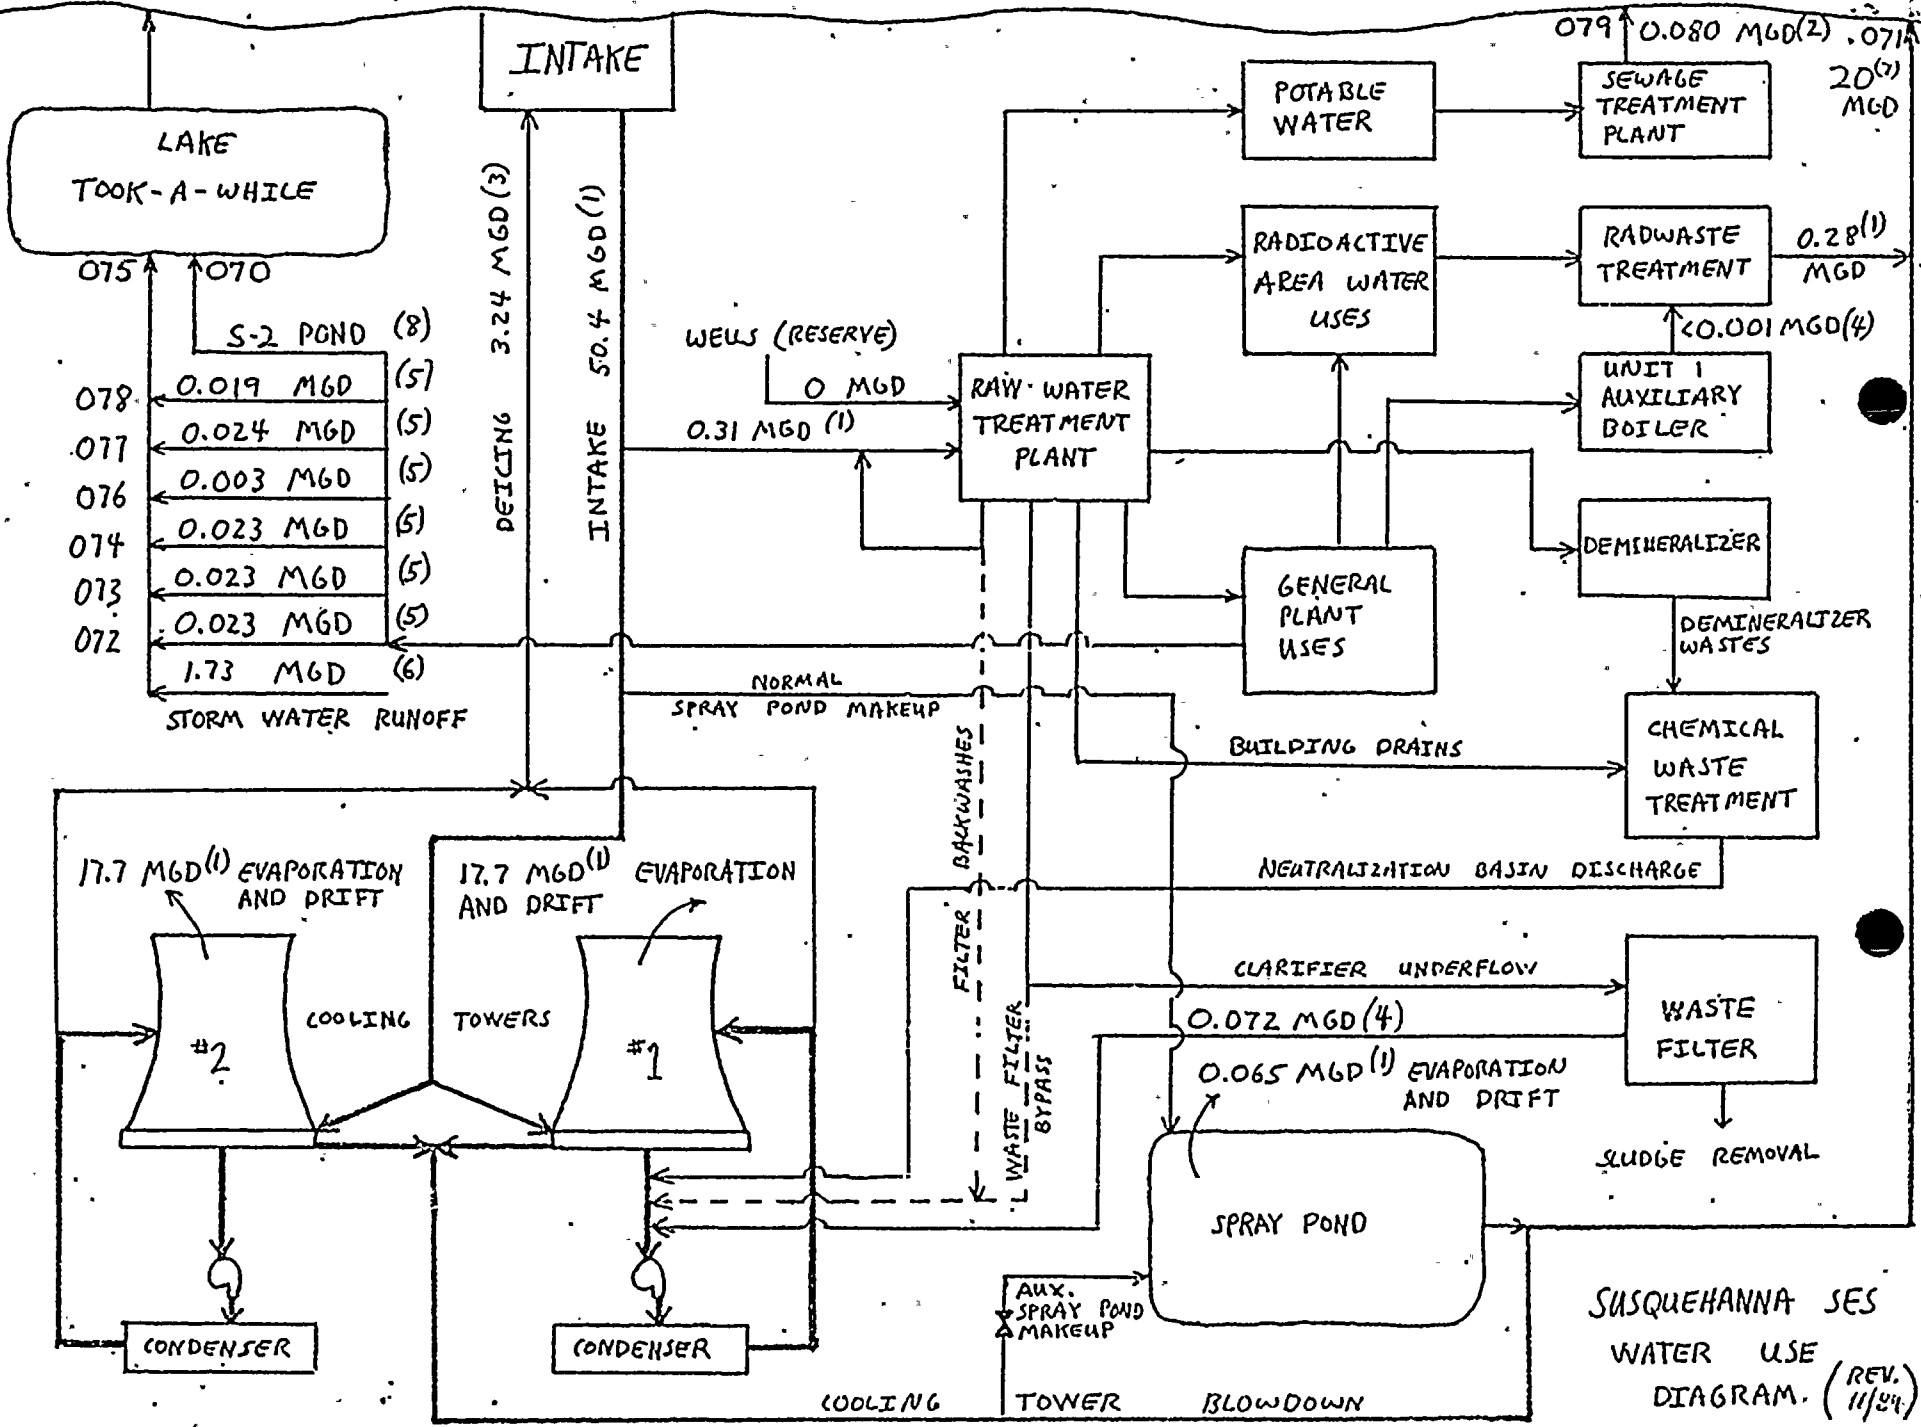 INTAKE
079 0.080 MGD(2) .071
20(7)
MGD
LAKE
TOOK-A-WHILE
075 070
S-2 POND (8)
078 0.019 MGD (5)
077 0.024 MGD (5)
076 0.003 MGD (5)
074 0.023 MGD (5)
073 0.023 MGD (5)
072 0.023 MGD (5)
1.73 MGD (6)
STORM WATER RUNOFF
DEICING 3.24 MGD (3)
INTAKE 50.4 MGD (1)
WELLS (RESERVE)
0 MGD
0.31 MGD (1)
RAW WATER
TREATMENT
PLANT
POTABLE
WATER
SEWAGE
TREATMENT
PLANT
RADIOACTIVE
AREA WATER
USES
RADWASTE
TREATMENT
0.28(1)
MGD
<0.001 MGD(4)
UNIT 1
AUXILIARY
BOILER
DEMINERALIZER
GENERAL
PLANT
USES
DEMINERALIZER
WASTES
NORMAL
SPRAY POND MAKEUP
CHEMICAL
WASTE
TREATMENT
BUILDING DRAINS
NEUTRALIZATION BASIN DISCHARGE
FILTER BACKWASHES
17.7 MGD(1) EVAPORATION
AND DRIFT
17.7 MGD(1) EVAPORATION
AND DRIFT
COOLING TOWERS
#2
#1
CLARIFIER UNDERFLOW
0.072 MGD(4)
WASTE
FILTER
WASTE FILTER
BYPASS
0.065 MGD(1) EVAPORATION
AND DRIFT
SLUDGE REMOVAL
SPRAY POND
AUX.
SPRAY POND
MAKEUP
CONDENSER
CONDENSER
COOLING TOWER BLOWDOWN
SUSQUEHANNA SES
WATER USE
DIAGRAM. (REV.
11/84)